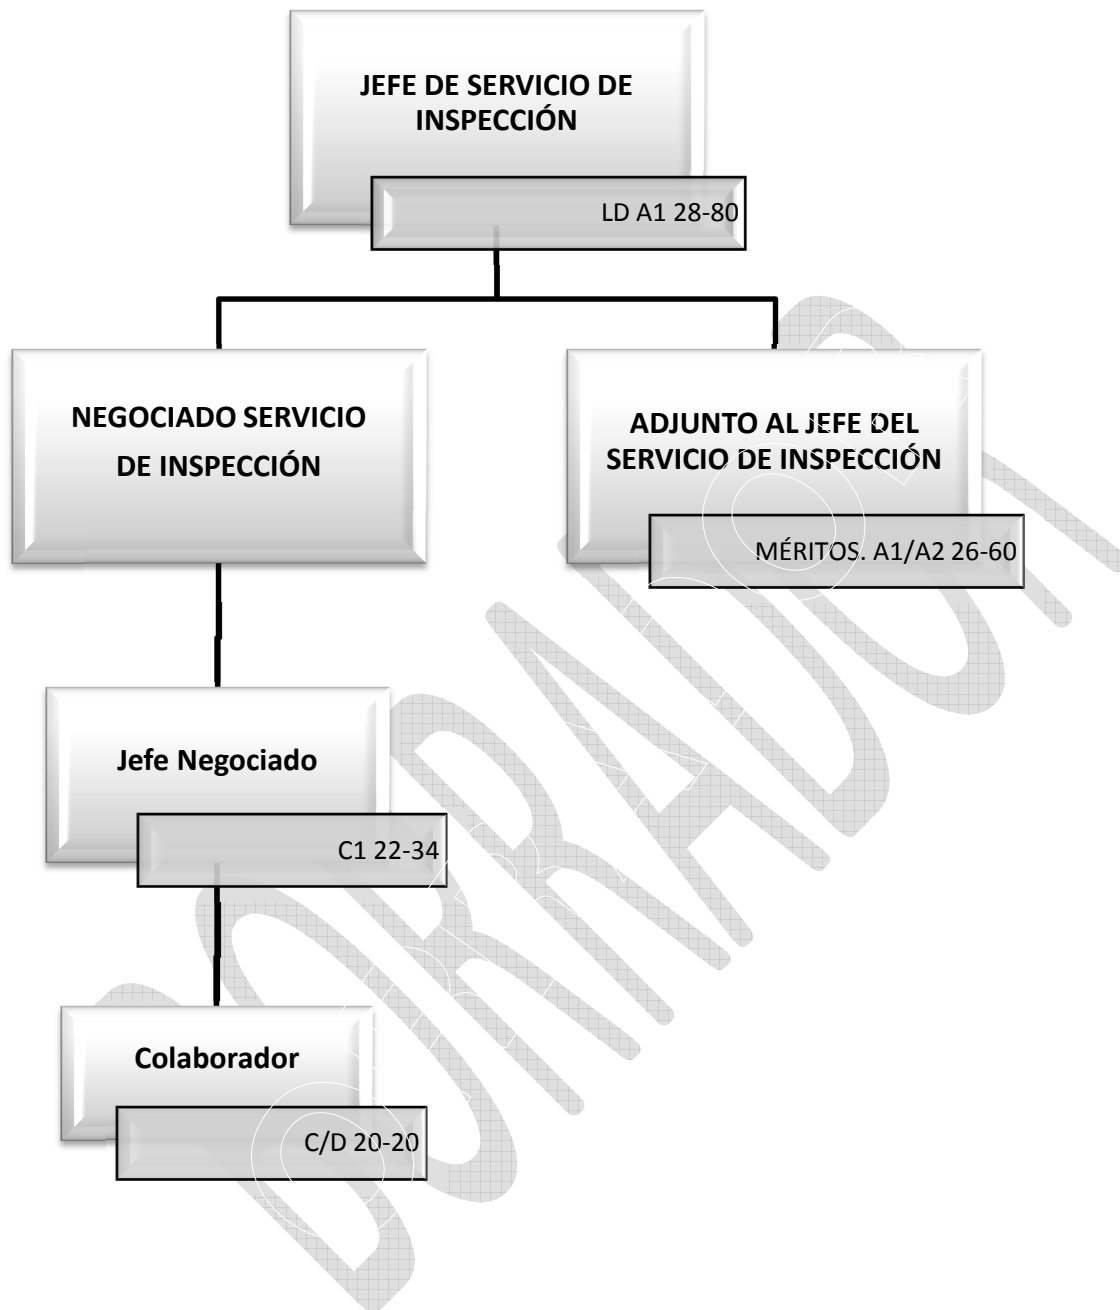 JEFE DE SERVICIO DE
INSPECCIÓN
LD A1 28-80
NEGOCIADO SERVICIO
DE INSPECCIÓN
ADJUNTO AL JEFE DEL
SERVICIO DE INSPECCIÓN
MÉRITOS. A1/A2 26-60
Jefe Negociado
C1 22-34
Colaborador
C/D 20-20
BORRADOR